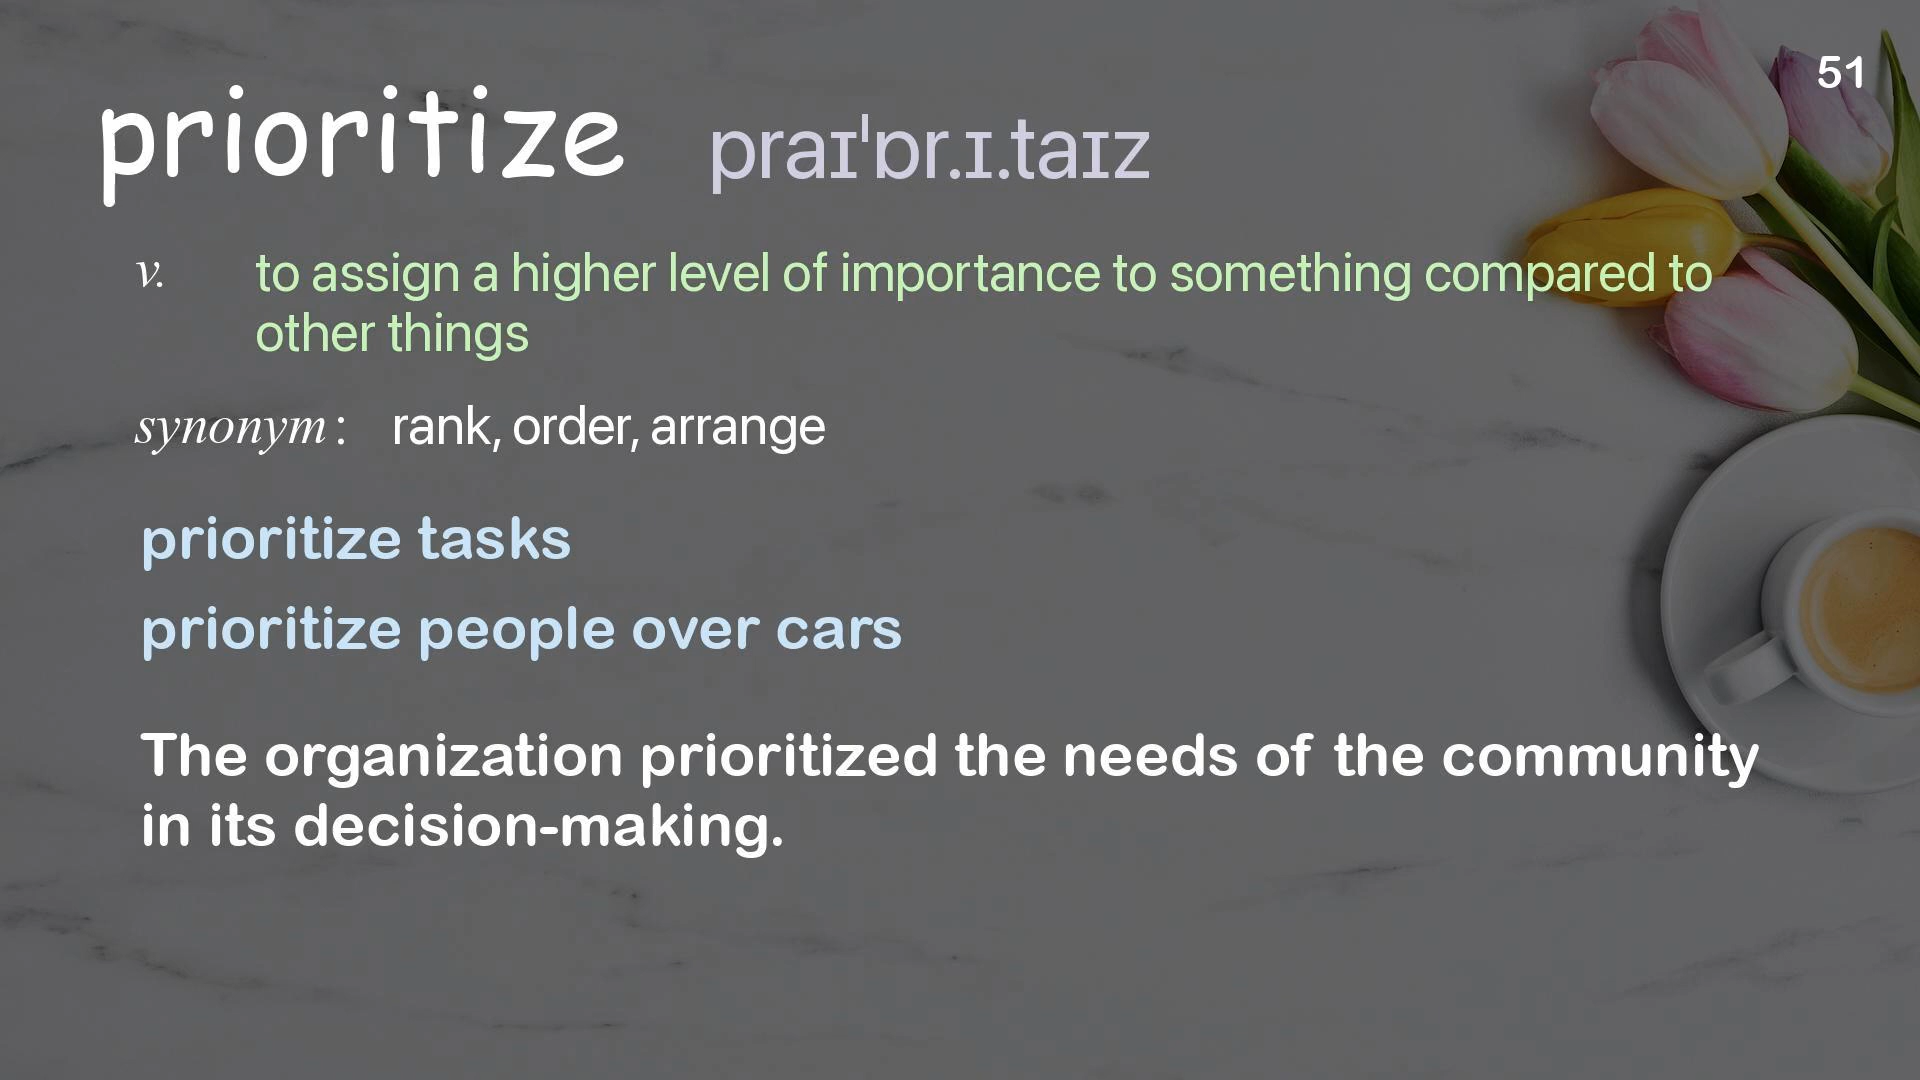 51
prioritize praɪˈɒr.ɪ.taɪz
v. to assign a higher level of importance to something compared to
other things
synonym: rank, order, arrange
prioritize tasks
prioritize people over cars
The organization prioritized the needs of the community
in its decision-making.